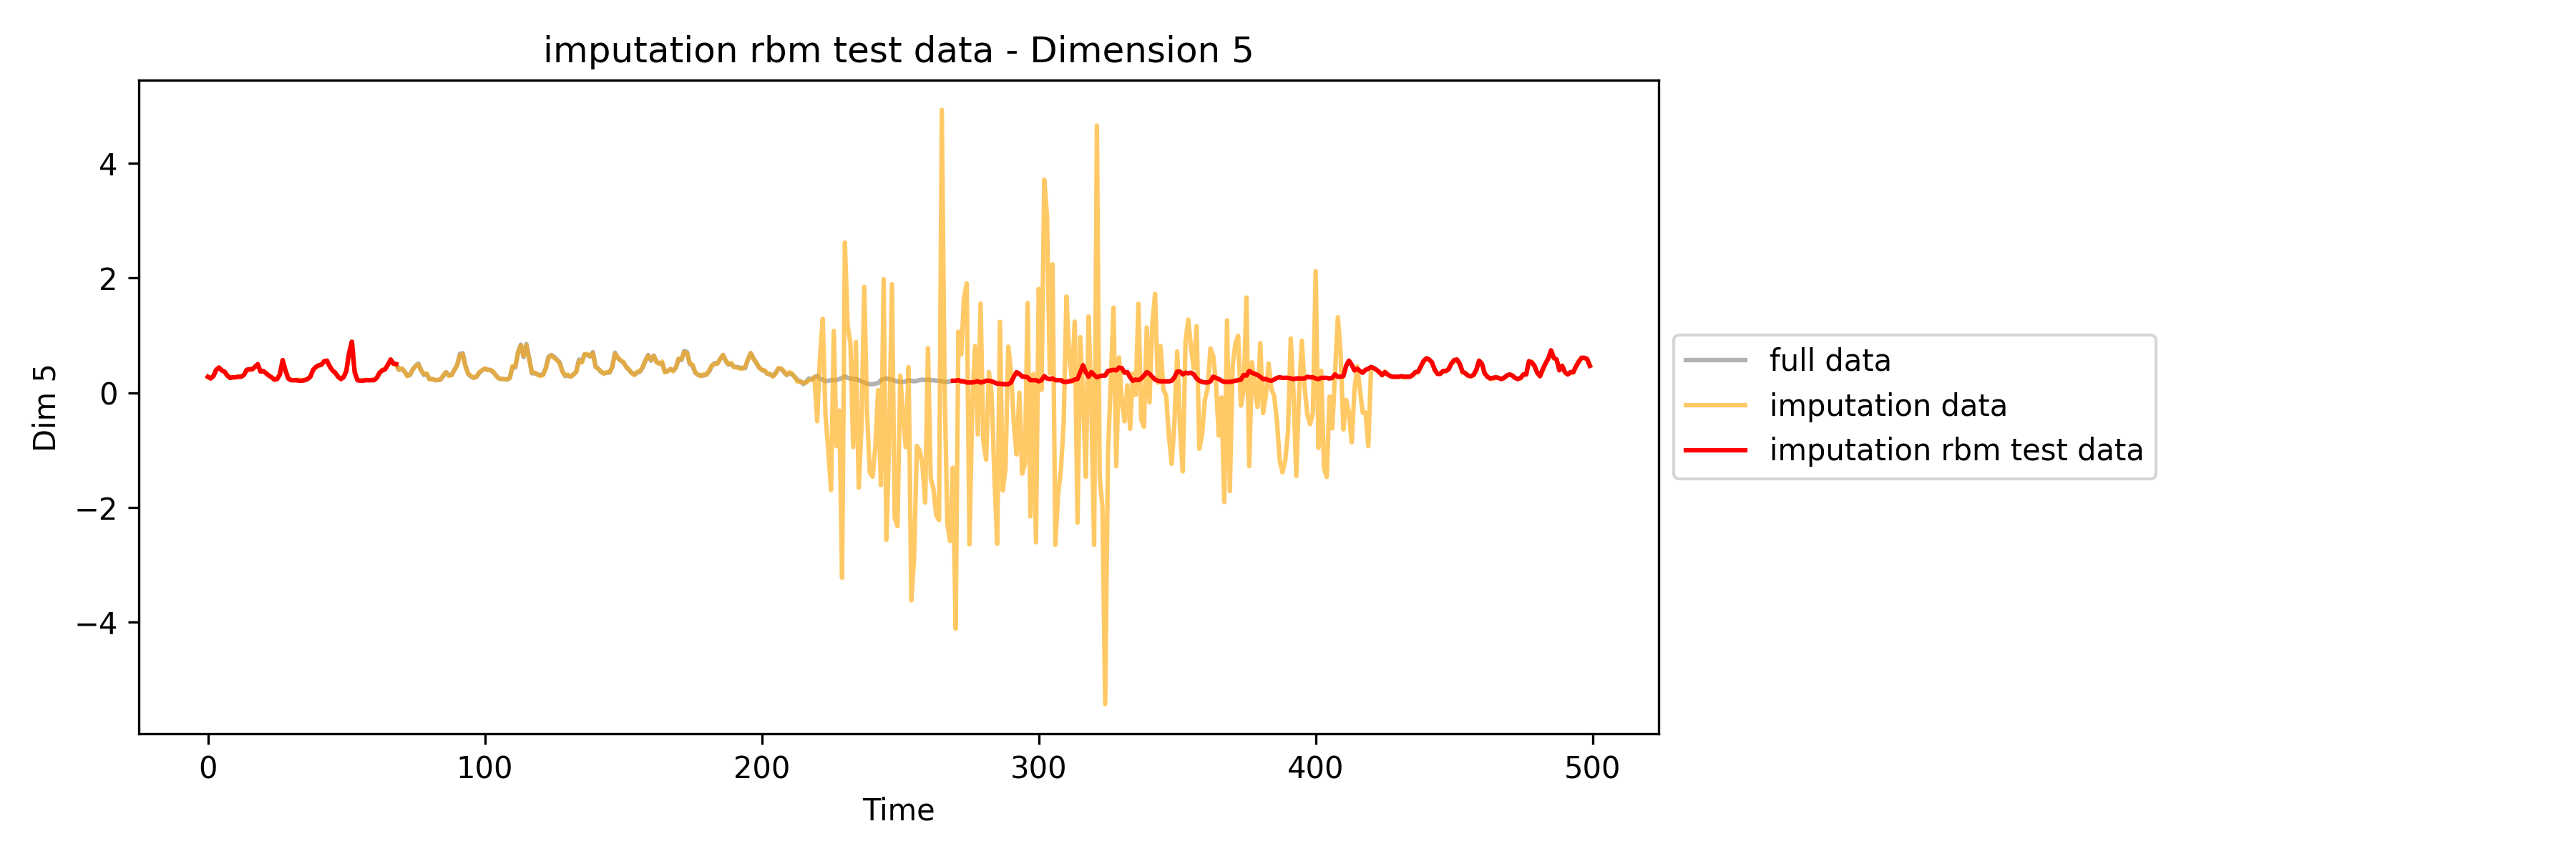 imputation rbm test data - Dimension 5
Dim 5
4
2
0
−2
−4
0 100 200 300 400 500
Time
full data
imputation data
imputation rbm test data